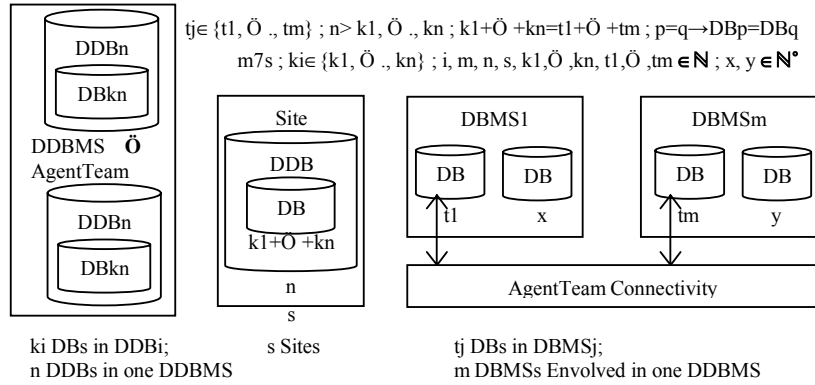 tj∈ {t1, Ö ., tm} ; n> k1, Ö ., kn ; k1+Ö +kn=t1+Ö +tm ; p=q→DBp=DBq
m7s ; ki∈ {k1, Ö ., kn} ; i, m, n, s, k1,Ö ,kn, t1,Ö ,tm ∈ ℕ ; x, y ∈ ℕ°
DDBn
DBkn
DDBMS Ö
AgentTeam
DDBn
DBkn
Site
DDB
DB
k1+Ö +kn
n
s
DBMS1
DB
DB
t1
x
DBMSm
DB
DB
tm
y
AgentTeam Connectivity
ki DBs in DDBi;
n DDBs in one DDBMS
s Sites
tj DBs in DBMSj;
m DBMSs Envolved in one DDBMS